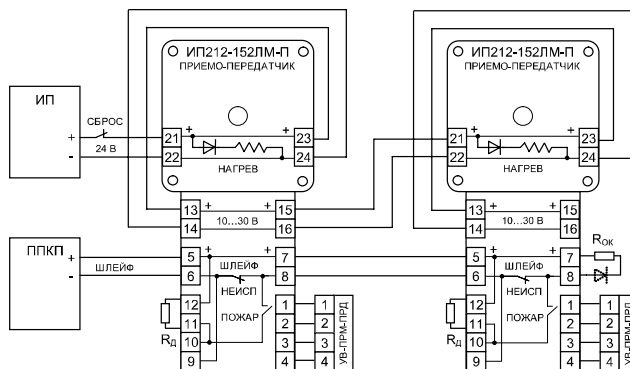 ИП212-152ЛМ-П
ПРИЕМО-ПЕРЕДАТЧИК
ИП
+
-
СБРОС
24 В
21
22
+
+
23
24
НАГРЕВ
13
14
+
+
15
16
10...30 В
ППКП
+
-
ШЛЕЙФ
5
6
+
+
7
8
ШЛЕЙФ
НЕИСП
ПОЖАР
12
11
10
9
RД
1
2
3
4
1
2
3
4
УВ-ПРМ-ПРД
ИП212-152ЛМ-П
ПРИЕМО-ПЕРЕДАТЧИК
21
22
+
+
23
24
НАГРЕВ
13
14
+
+
15
16
10...30 В
5
6
+
+
7
8
ROK
ШЛЕЙФ
НЕИСП
ПОЖАР
12
11
10
9
RД
1
2
3
4
1
2
3
4
УВ-ПРМ-ПРД